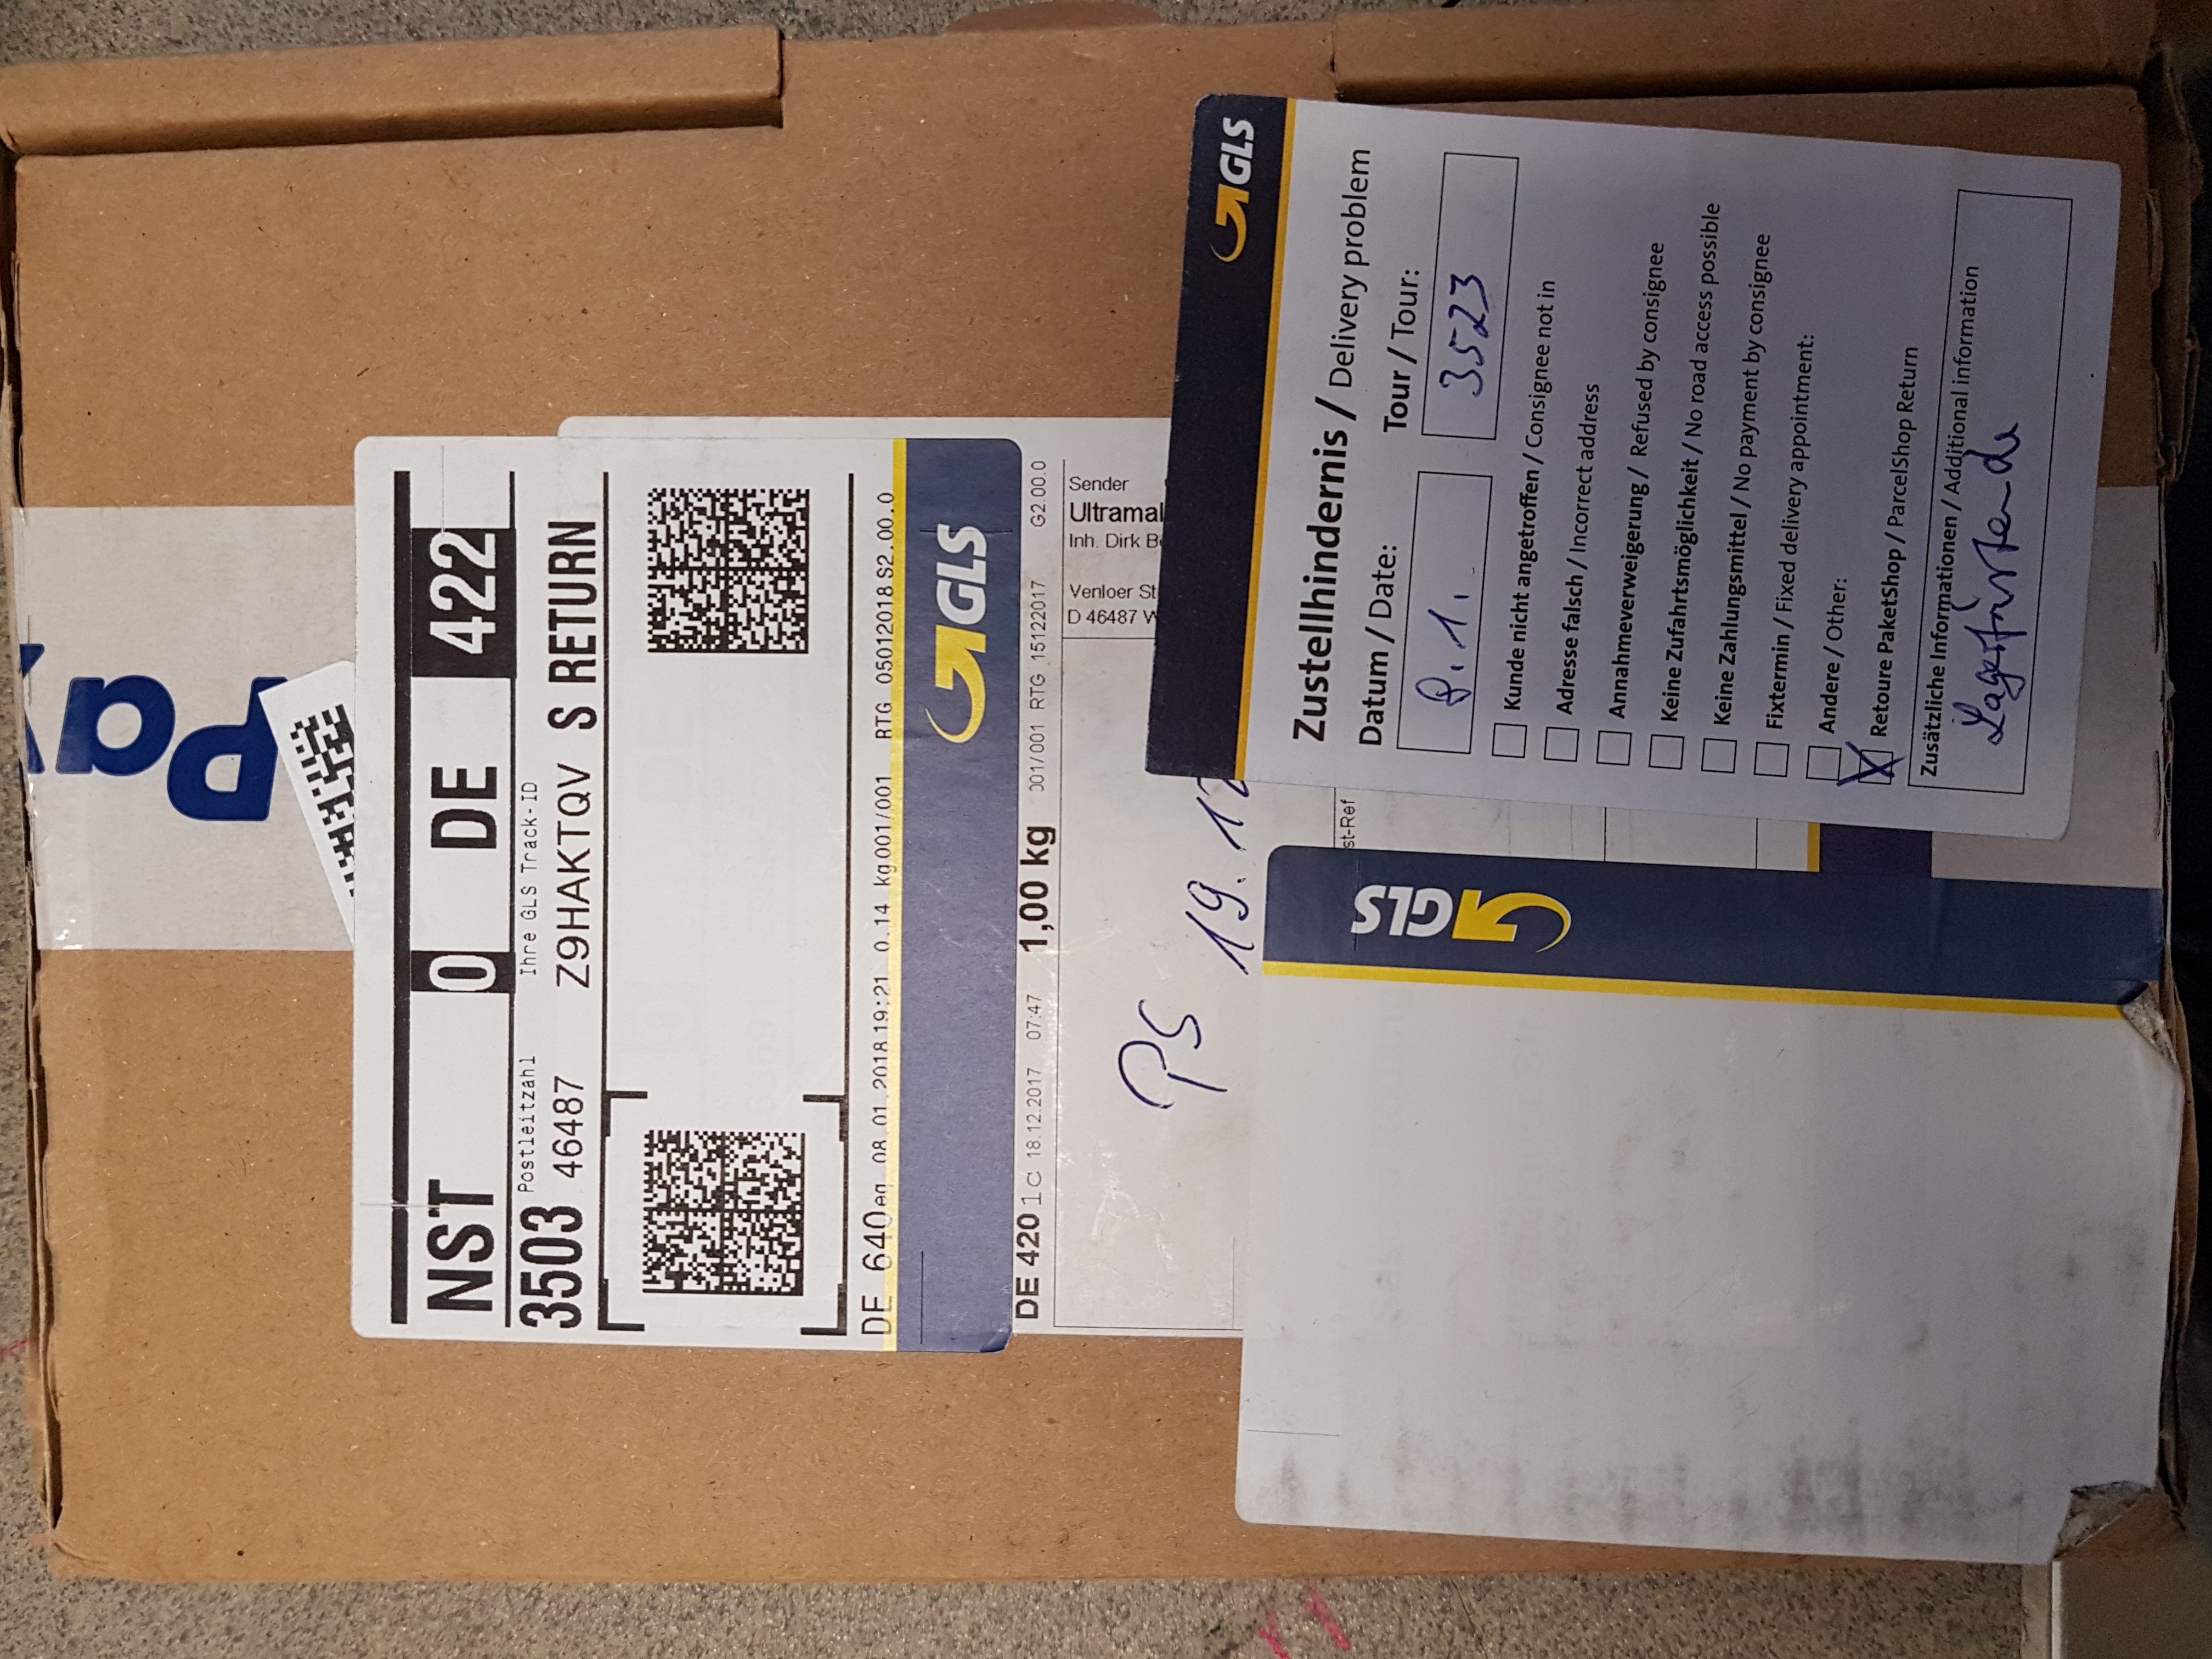 Pa
NST 0 DE 422
Postleitzahl Ihre GLS Track-ID
3503 46487 Z9HAKTQV S RETURN
DE 640 08.01.2018 19:21 0.14 kg 001/001 RTG 05012018 S2.00.0
GLS
DE 420 1C 18.12.2017 07:47 1,00 kg 001/001 RTG 15122017 G2.00.0
Sender
Inh. Dirk
Venloer
D 46487
PS 19.12
st-Ref
GLS
Zustellhindernis / Delivery problem
Datum / Date: Tour / Tour:
8.1. 3523
Kunde nicht angetroffen / Consignee not in
Adresse falsch / Incorrect address
Annahmeverweigerung / Refused by consignee
Keine Zufahrtsmöglichkeit / No road access possible
Keine Zahlungsmittel / No payment by consignee
Fixtermin / Fixed delivery appointment:
Andere / Other:
X Retoure PaketShop / ParcelShop Return
Zusätzliche Informationen / Additional information
Lagerfristende
GLS